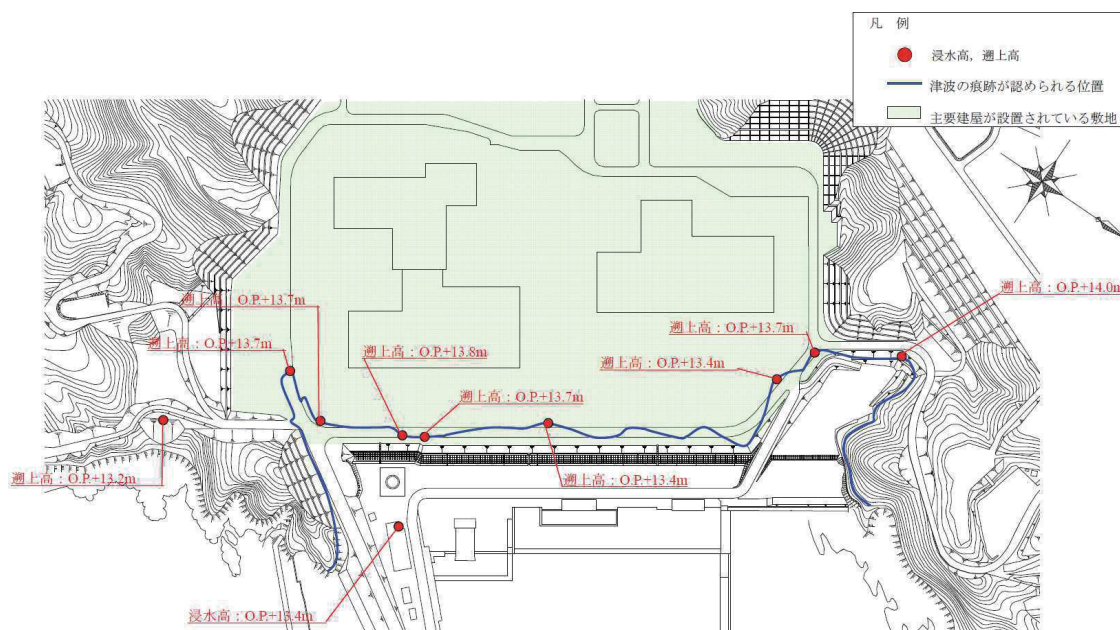 凡 例
浸水高，遡上高
津波の痕跡が認められる位置
主要建屋が設置されている敷地
遡上高：O.P.+13.7m
遡上高：O.P.+14.0m
遡上高：O.P.+13.7m
遡上高：O.P.+13.7m
遡上高：O.P.+13.8m
遡上高：O.P.+13.4m
遡上高：O.P.+13.7m
遡上高：O.P.+13.2m
遡上高：O.P.+13.4m
浸水高：O.P.+13.4m